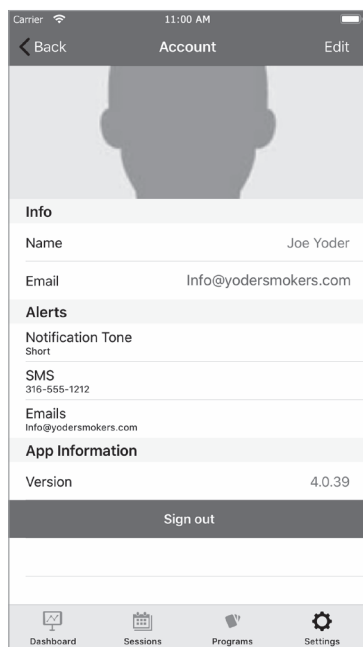 Carrier 11:00 AM
Back Account Edit
Info
Name Joe Yoder
Email Info@yodersmokers.com
Alerts
Notification Tone
Short
SMS
316-555-1212
Emails
Info@yodersmokers.com
App Information
Version 4.0.39
Sign out
Dashboard Sessions Programs Settings